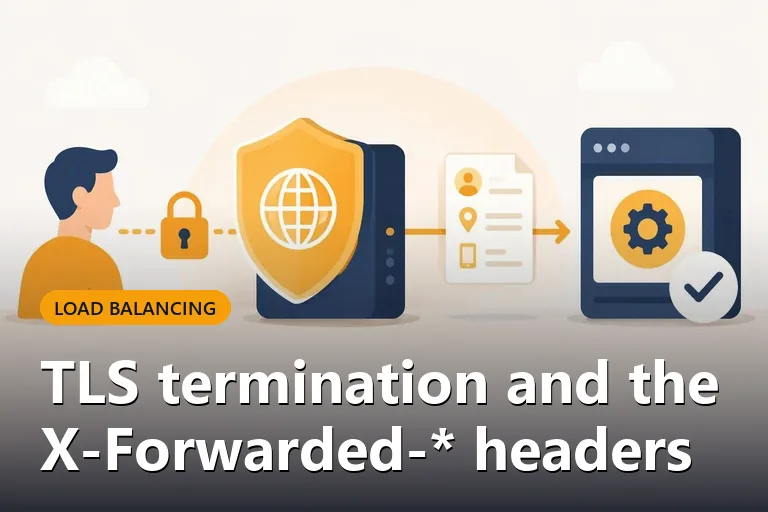 LOAD BALANCING
TLS termination and the
X-Forwarded-* headers